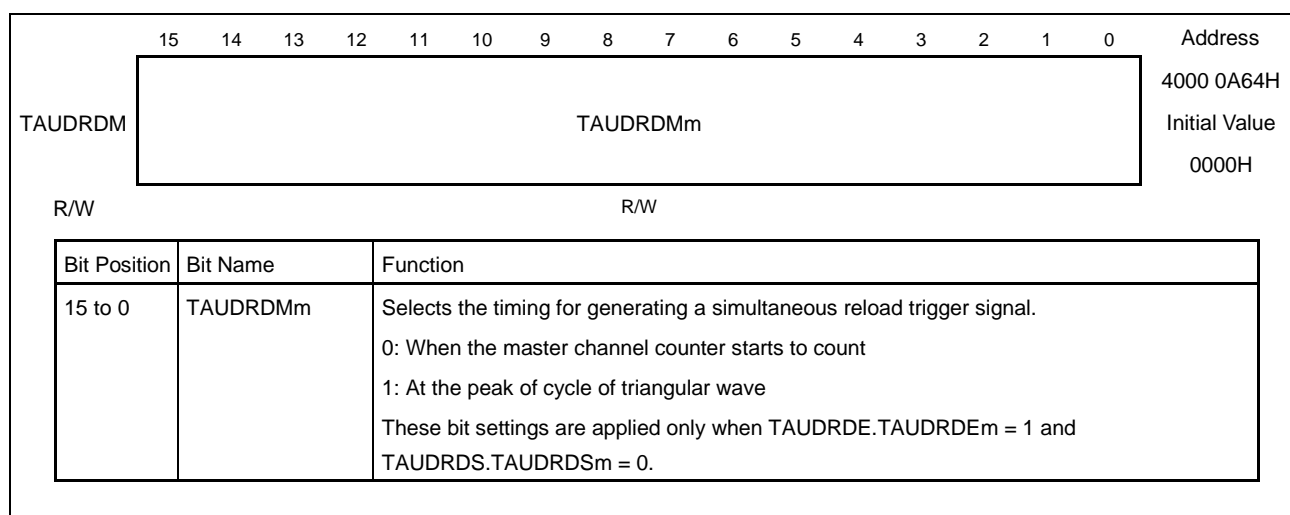 15 14 13 12 11 10 9 8 7 6 5 4 3 2 1 0 Address
4000 0A64H
TAUDRDM TAUDRDMm Initial Value
0000H
R/W R/W
Bit Position Bit Name Function
15 to 0 TAUDRDMm Selects the timing for generating a simultaneous reload trigger signal.
0: When the master channel counter starts to count
1: At the peak of cycle of triangular wave
These bit settings are applied only when TAUDRDE.TAUDRDEm = 1 and
TAUDRDS.TAUDRDSm = 0.